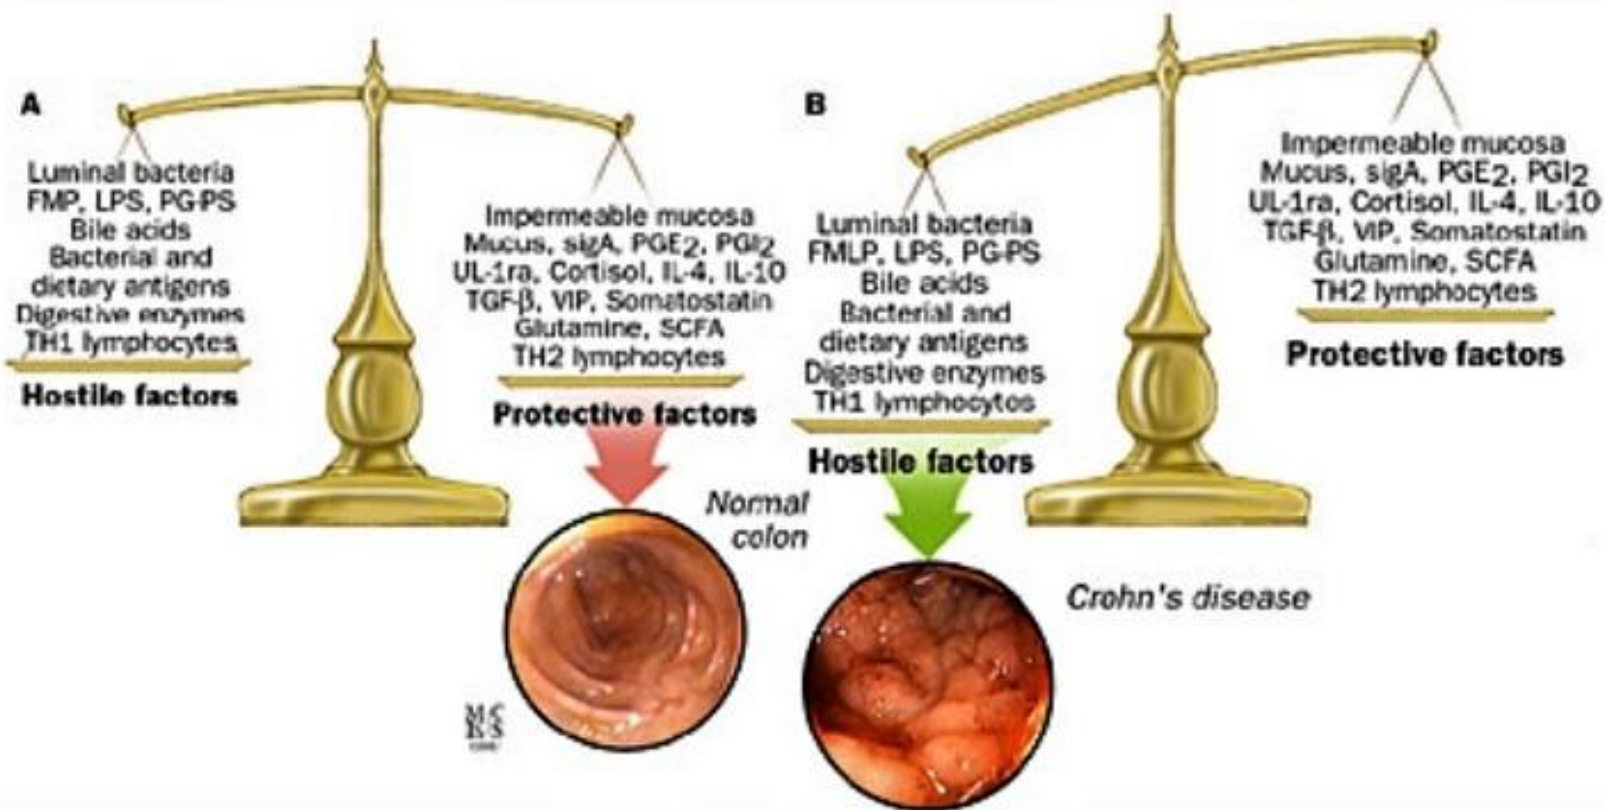 A
Luminal bacteria
FMP, LPS, PG-PS
Bile acids
Bacterial and
dietary antigens
Digestive enzymes
TH1 lymphocytes
Hostile factors
Impermeable mucosa
Mucus, sigA, PGE2, PGI2
UL-1ra, Cortisol, IL-4, IL-10
TGF-β, VIP, Somatostatin
Glutamine, SCFA
TH2 lymphocytes
Protective factors
Normal
colon
B
Luminal bacteria
FMLP, LPS, PG-PS
Bile acids
Bacterial and
dietary antigens
Digestive enzymes
TH1 lymphocytes
Hostile factors
Impermeable mucosa
Mucus, sigA, PGE2, PGI2
UL-1ra, Cortisol, IL-4, IL-10
TGF-β, VIP, Somatostatin
Glutamine, SCFA
TH2 lymphocytes
Protective factors
Crohn's disease